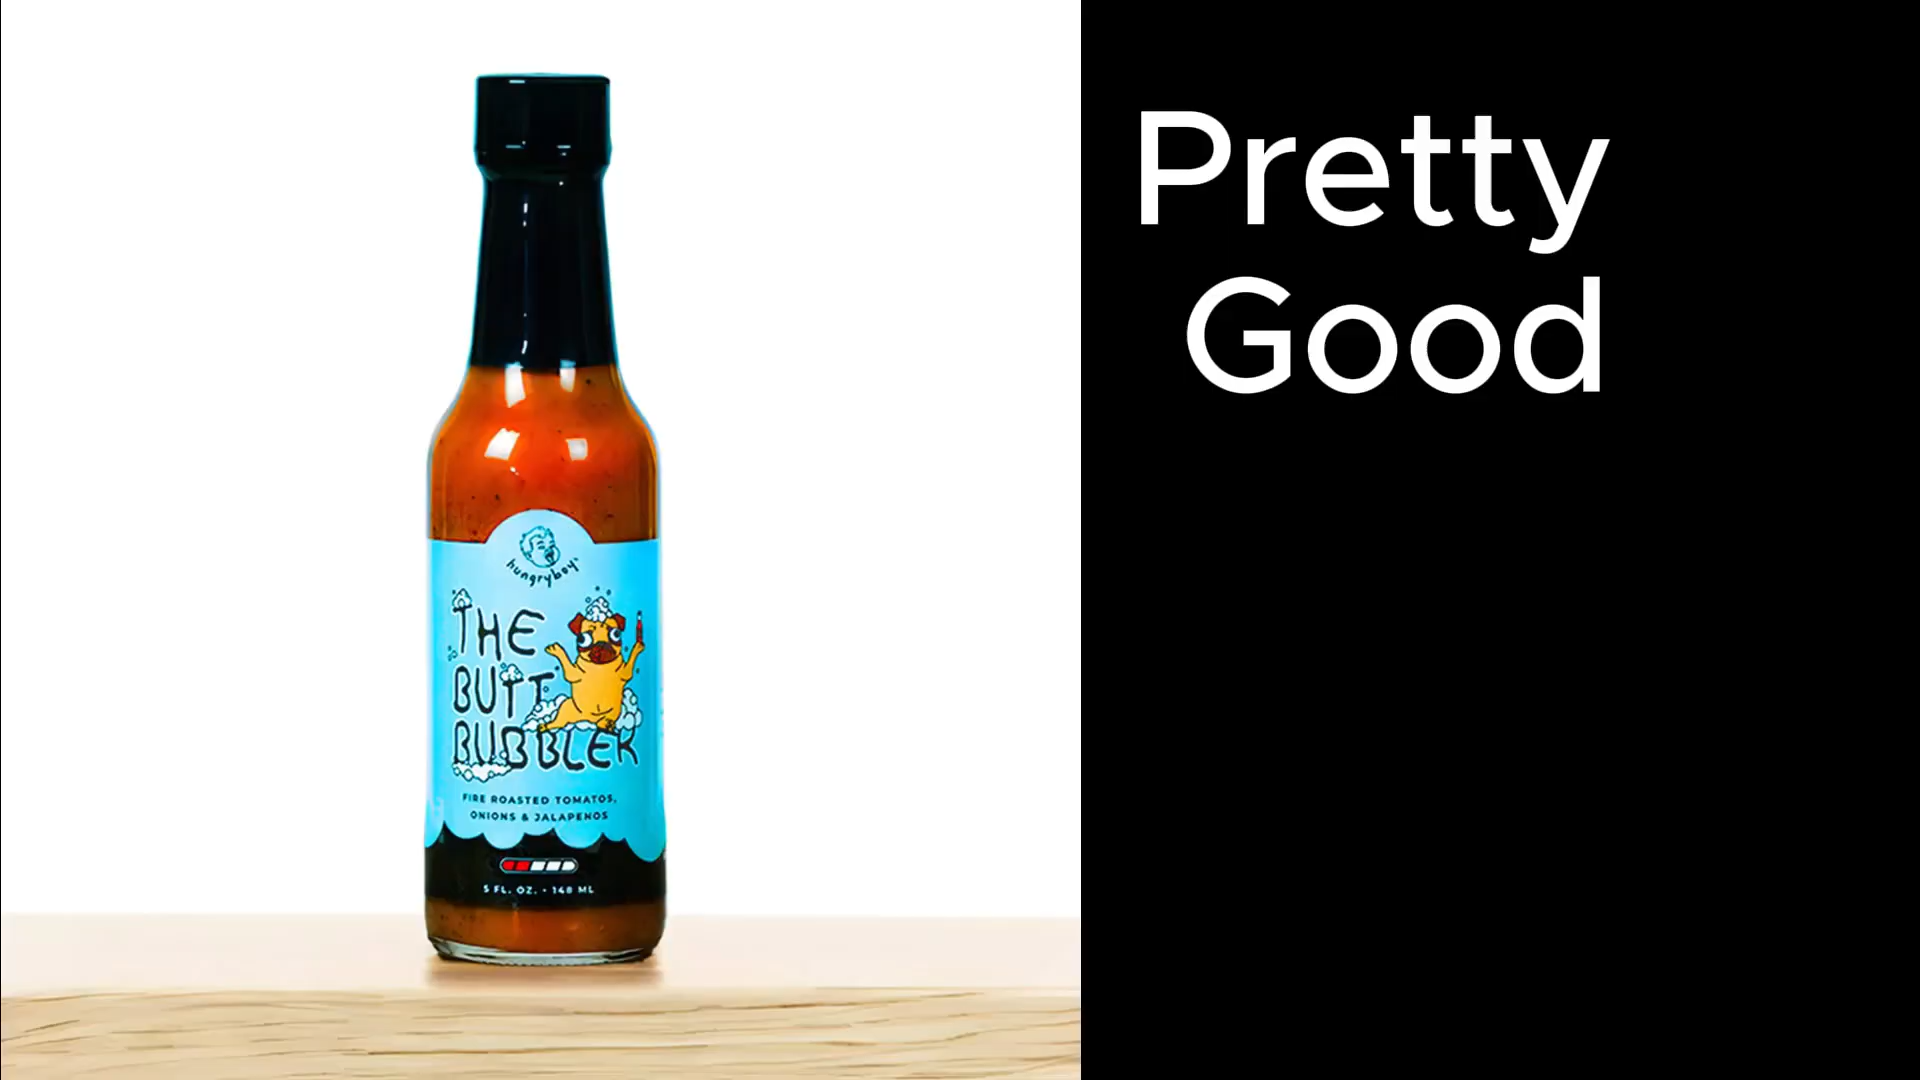 hungryboy
THE
BUTT
BUBBLER
FIRE ROASTED TOMATOS,
ONIONS & JALAPENOS
5 FL. OZ. • 148 ML
Pretty
Good